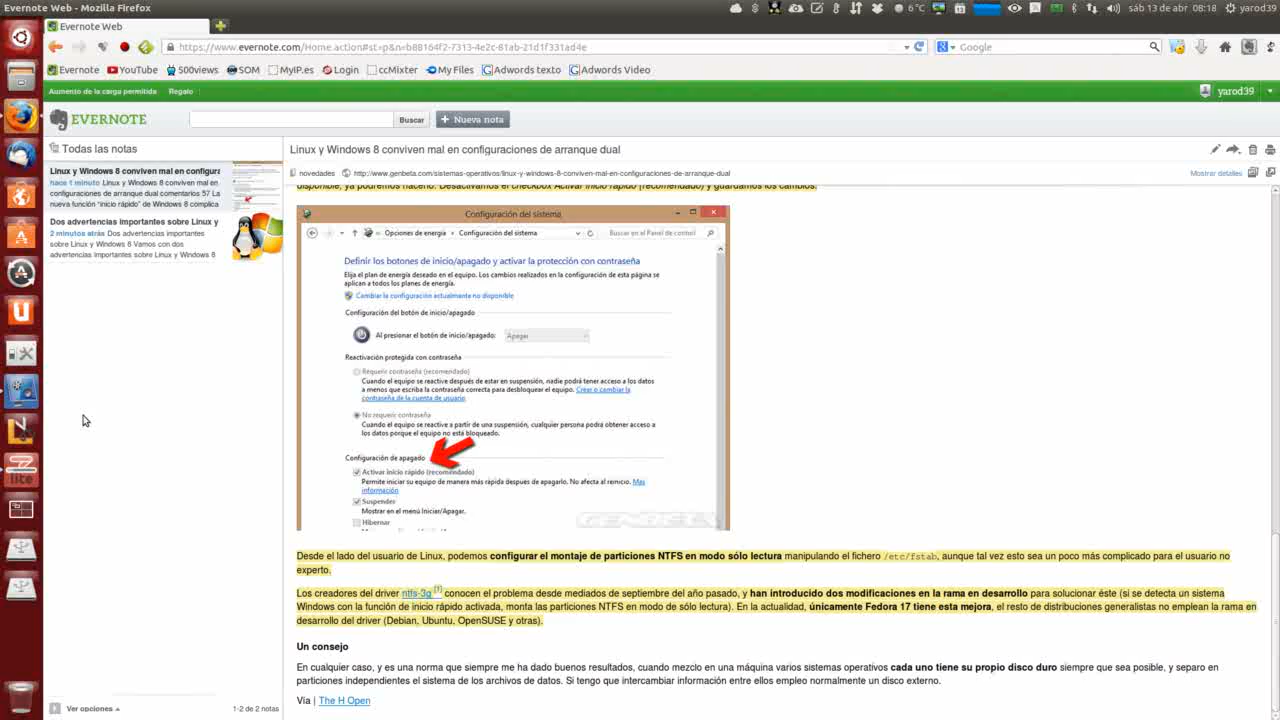 Evernote Web - Mozilla Firefox
6°C
sáb 13 de abr 08:18
yarod39
Evernote Web
https://www.evernote.com/Home.action#st=p&n=b88164f2-7313-4e2c-81ab-21d1f331ad4e
Google
Evernote YouTube 500views SOM MyIP.es Login ccMixter My Files Adwords texto Adwords Video
Aumento de la carga permitida Regalo
yarod39
EVERNOTE
Buscar
+ Nueva nota
Todas las notas
Linux y Windows 8 conviven mal en configura
hace 1 minuto Linux y Windows 8 conviven mal en
configuraciones de arranque dual comentarios 57 La
nueva función “inicio rápido” de Windows 8 complica
Dos advertencias importantes sobre Linux y
2 minutos atrás Dos advertencias importantes
sobre Linux y Windows 8 Vamos con dos
advertencias importantes sobre Linux y Windows 8
Ver opciones
1-2 de 2 notas
Linux y Windows 8 conviven mal en configuraciones de arranque dual
novedades http://www.genbeta.com/sistemas-operativos/linux-y-windows-8-conviven-mal-en-configuraciones-de-arranque-dual
Mostrar detalles
disponible, ya podremos hacerlo. Desactivamos el checkbox Activar inicio rápido (recomendado) y guardamos los cambios.
Configuración del sistema
Opciones de energía Configuración del sistema
Buscar en el Panel de control
Definir los botones de inicio/apagado y activar la protección con contraseña
Elija el plan de energía deseado en el equipo. Los cambios realizados en la configuración de esta página se
aplican a todos los planes de energía.
Cambiar la configuración actualmente no disponible
Configuración del botón de inicio/apagado
Al presionar el botón de inicio/apagado: Apagar
Reactivación protegida con contraseña
Requerir contraseña (recomendado)
Cuando el equipo se reactive después de estar en suspensión, nadie podrá tener acceso a los datos
a menos que escriba la contraseña correcta para desbloquear el equipo. Crear o cambiar la
contraseña de la cuenta de usuario.
No requerir contraseña
Cuando el equipo se reactive a partir de una suspensión, cualquier persona podrá obtener acceso a
los datos porque el equipo no está bloqueado.
Configuración de apagado
Activar inicio rápido (recomendado)
Permite iniciar su equipo de manera más rápida después de apagarlo. No afecta al reinicio. Más
información
Suspender
Mostrar en el menú Iniciar/Apagar.
Hibernar
GENBETA
Desde el lado del usuario de Linux, podemos configurar el montaje de particiones NTFS en modo sólo lectura manipulando el fichero /etc/fstab, aunque tal vez esto sea un poco más complicado para el usuario no
experto.
Los creadores del driver ntfs-3g [?] conocen el problema desde mediados de septiembre del año pasado, y han introducido dos modificaciones en la rama en desarrollo para solucionar éste (si se detecta un sistema
Windows con la función de inicio rápido activada, monta las particiones NTFS en modo de sólo lectura). En la actualidad, únicamente Fedora 17 tiene esta mejora, el resto de distribuciones generalistas no emplean la rama en
desarrollo del driver (Debian, Ubuntu, OpenSUSE y otras).
Un consejo
En cualquier caso, y es una norma que siempre me ha dado buenos resultados, cuando mezclo en una máquina varios sistemas operativos cada uno tiene su propio disco duro siempre que sea posible, y separo en
particiones independientes el sistema de los archivos de datos. Si tengo que intercambiar información entre ellos empleo normalmente un disco externo.
Vía | The H Open